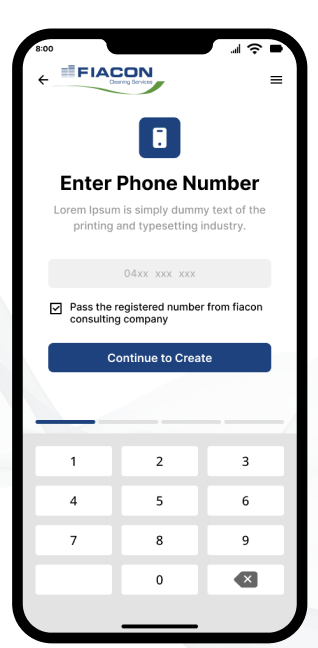 8:00
FIACON
Cleaning Services
Enter Phone Number
Lorem Ipsum is simply dummy text of the
printing and typesetting industry.
04xx xxx xxx
Pass the registered number from fiacon
consulting company
Continue to Create
1 2 3
4 5 6
7 8 9
0